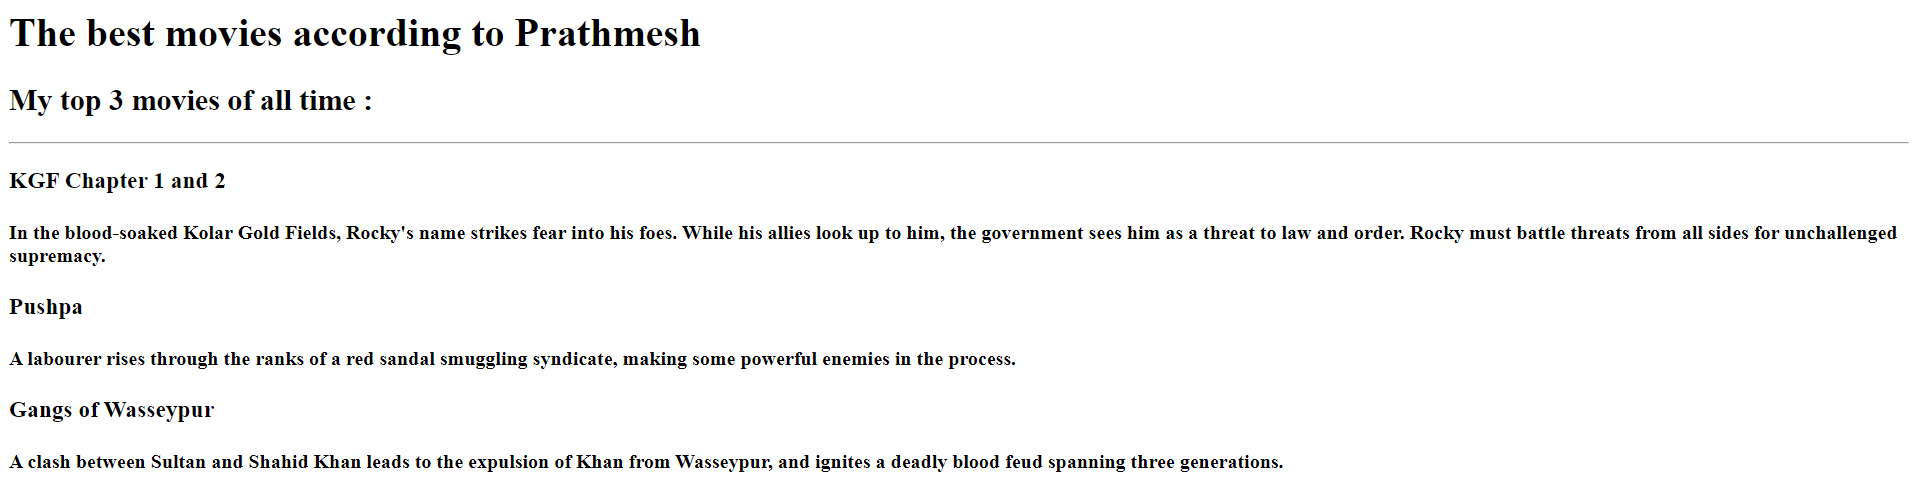 The best movies according to Prathmesh
My top 3 movies of all time :
KGF Chapter 1 and 2
In the blood-soaked Kolar Gold Fields, Rocky's name strikes fear into his foes. While his allies look up to him, the government sees him as a threat to law and order. Rocky must battle threats from all sides for unchallenged
supremacy.
Pushpa
A labourer rises through the ranks of a red sandal smuggling syndicate, making some powerful enemies in the process.
Gangs of Wasseypur
A clash between Sultan and Shahid Khan leads to the expulsion of Khan from Wasseypur, and ignites a deadly blood feud spanning three generations.